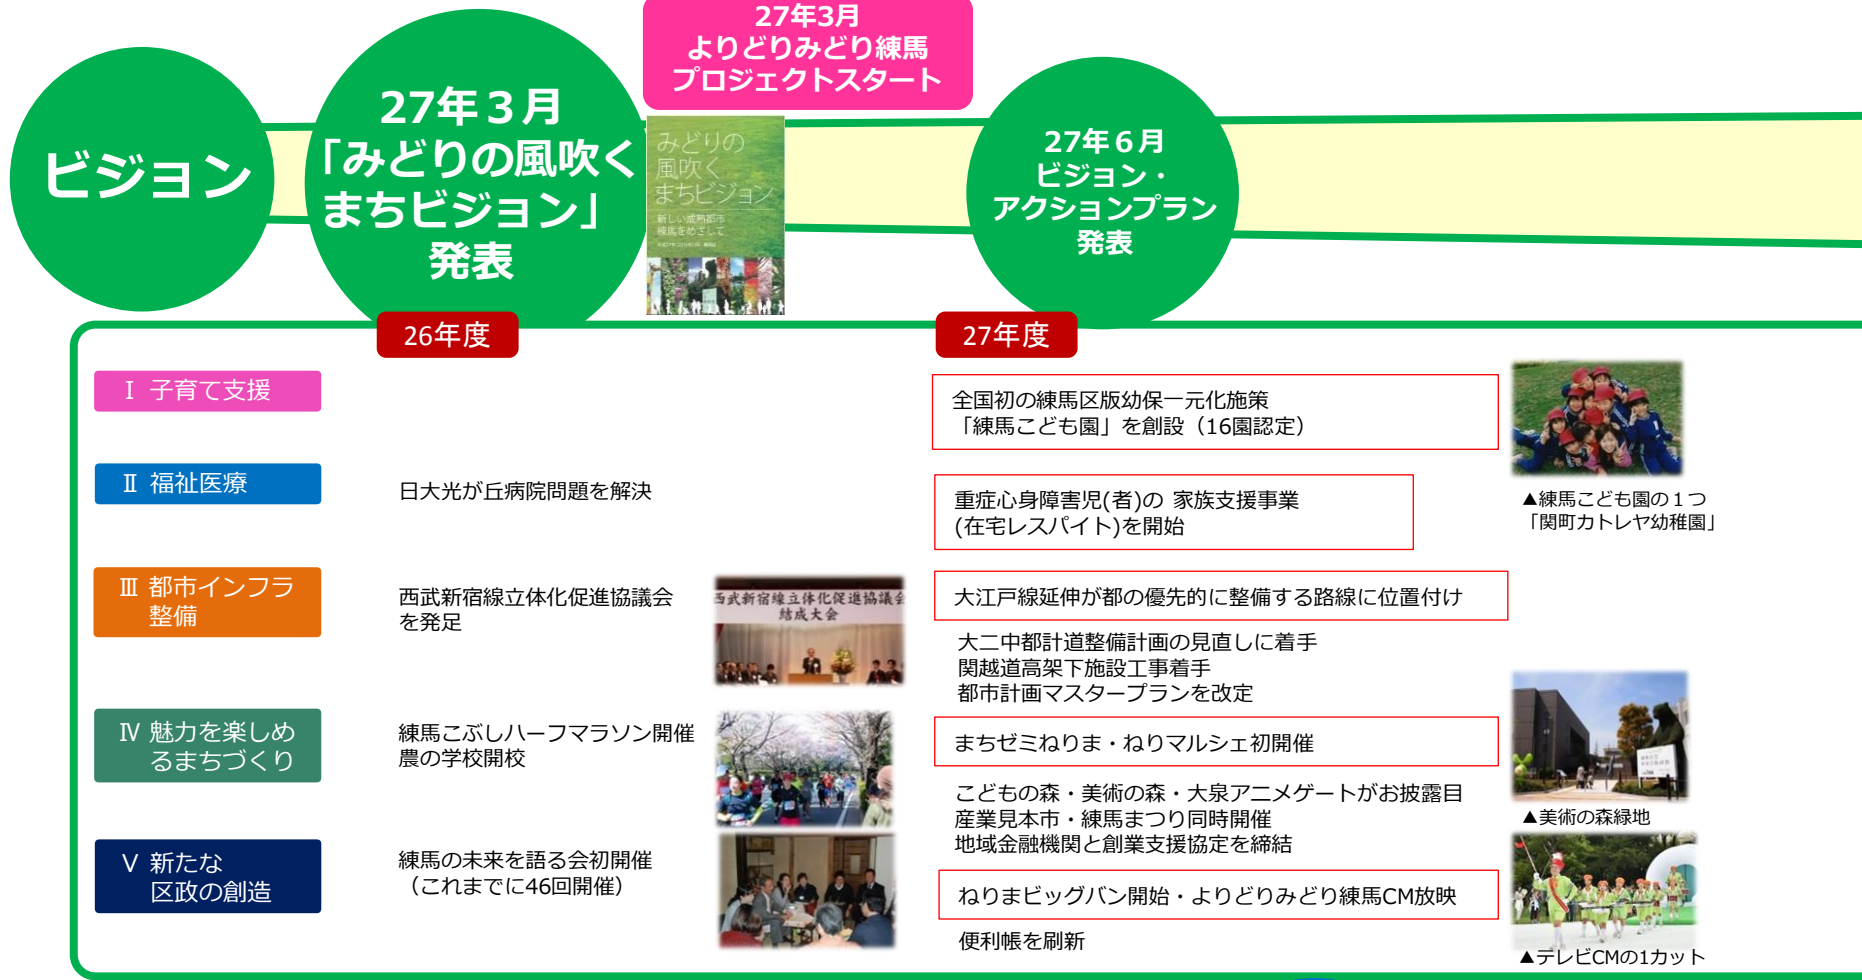 ビジョン
27年３月
「みどりの風吹く
まちビジョン」
発表
27年3月
よりどりみどり練馬
プロジェクトスタート
みどりの
風吹く
まちビジョン
新しい成熟都市
練馬をめざして
27年６月
ビジョン・
アクションプラン
発表
26年度
27年度
Ⅰ 子育て支援
全国初の練馬区版幼保一元化施策
「練馬こども園」を創設（16園認定）
▲練馬こども園の１つ
「関町カトレヤ幼稚園」
Ⅱ 福祉医療
日大光が丘病院問題を解決
重症心身障害児(者)の 家族支援事業
(在宅レスパイト)を開始
Ⅲ 都市インフラ
整備
西武新宿線立体化促進協議会
を発足
西武新宿線立体化促進協議会
結成大会
大江戸線延伸が都の優先的に整備する路線に位置付け
大二中都計道整備計画の見直しに着手
関越道高架下施設工事着手
都市計画マスタープランを改定
Ⅳ 魅力を楽しめ
るまちづくり
練馬こぶしハーフマラソン開催
農の学校開校
まちゼミねりま・ねりマルシェ初開催
こどもの森・美術の森・大泉アニメゲートがお披露目
産業見本市・練馬まつり同時開催
地域金融機関と創業支援協定を締結
▲美術の森緑地
Ⅴ 新たな
区政の創造
練馬の未来を語る会初開催
（これまでに46回開催）
ねりまビッグバン開始・よりどりみどり練馬CM放映
便利帳を刷新
▲テレビCMの1カット